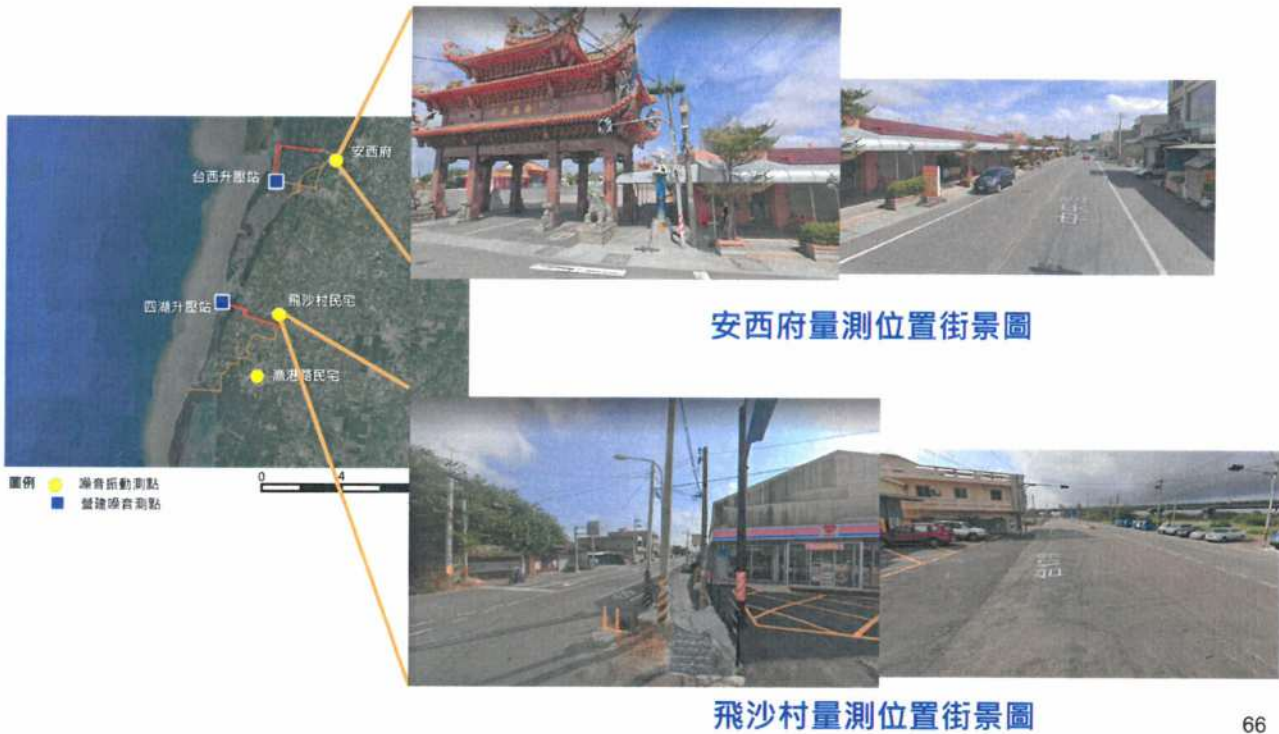 安西府
台西升壓站
四湖升壓站
飛沙村民宅
漁港路民宅
圖例
噪音振動測點
營建噪音測點
0
4
安西府量測位置街景圖
飛沙村量測位置街景圖
66